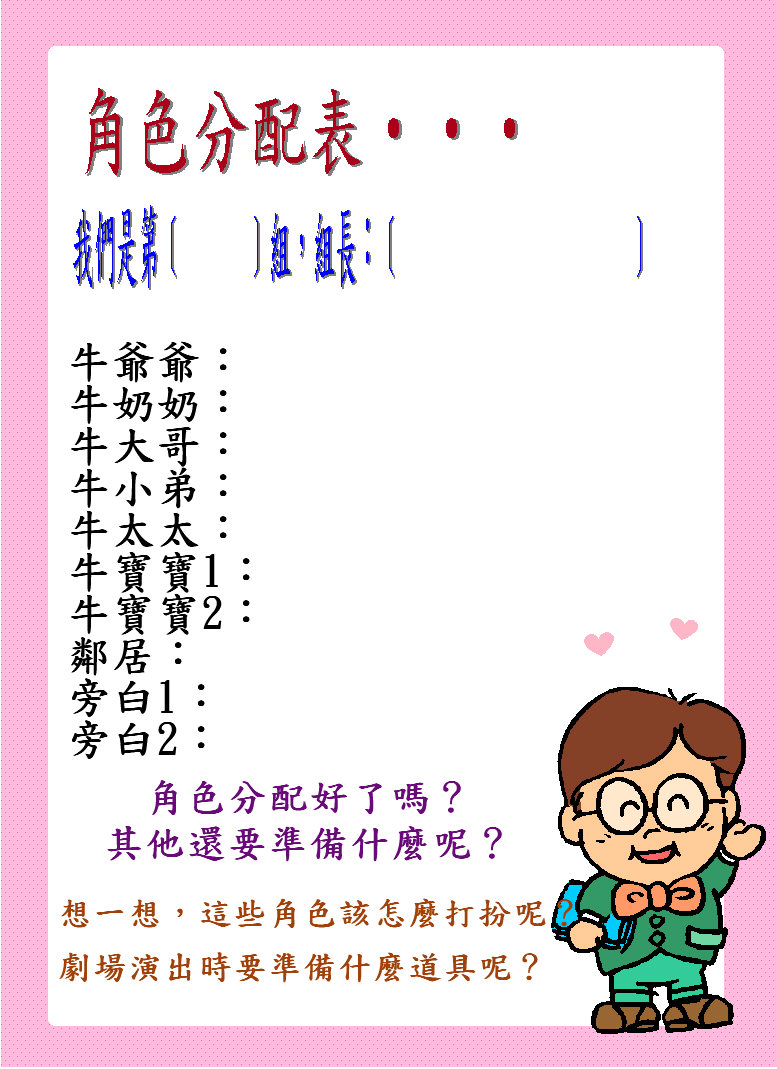 角色分配表・・・
我們是第（　　）組，組長：（　　　　　　）
牛爺爺：
牛奶奶：
牛大哥：
牛小弟：
牛太太：
牛寶寶1：
牛寶寶2：
鄰居：
旁白1：
旁白2：
角色分配好了嗎？
其他還要準備什麼呢？
想一想，這些角色該怎麼打扮呢？
劇場演出時要準備什麼道具呢？